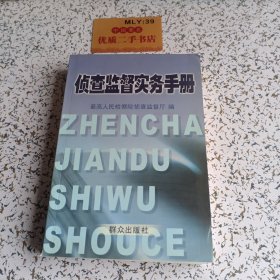 MLY:39
优质二手书店
侦查监督实务手册
最高人民检察院侦查监督厅 编
ZHENCHA
JIANDU
SHIWU
SHOUCE
群众出版社